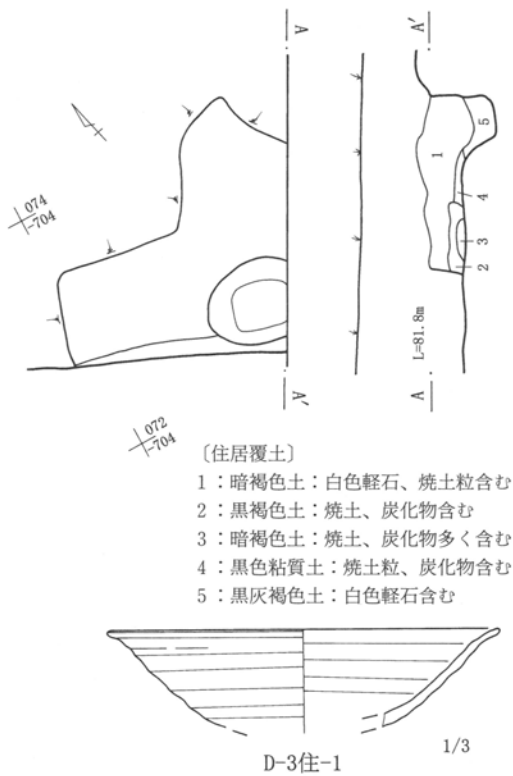 A
A'
5
1
4
3
2
074
-704
L=81.8m
A'
A
072
-704
〔住居覆土〕
1：暗褐色土：白色軽石、焼土粒含む
2：黒褐色土：焼土、炭化物含む
3：暗褐色土：焼土、炭化物多く含む
4：黒色粘質土：焼土粒、炭化物含む
5：黒灰褐色土：白色軽石含む
D-3住-1
1/3